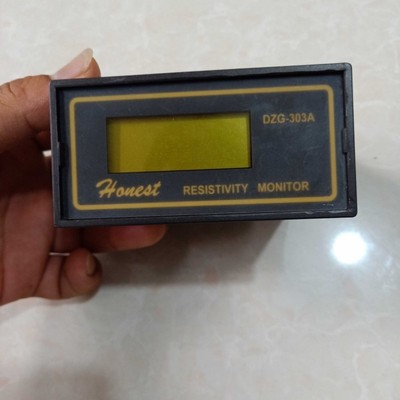 DZG-303A
Honest RESISTIVITY MONITOR